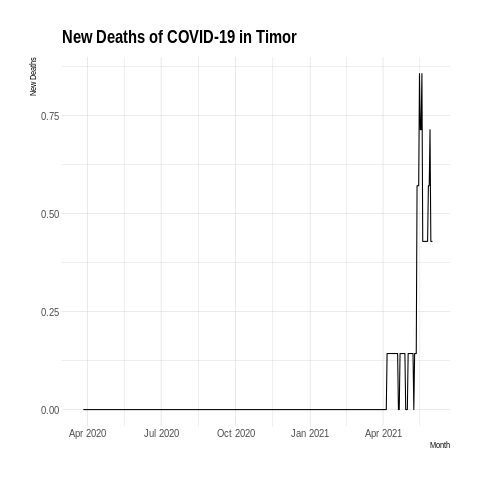 New Deaths of COVID-19 in Timor
New Deaths
0.75
0.50
0.25
0.00
Apr 2020 Jul 2020 Oct 2020 Jan 2021 Apr 2021
Month